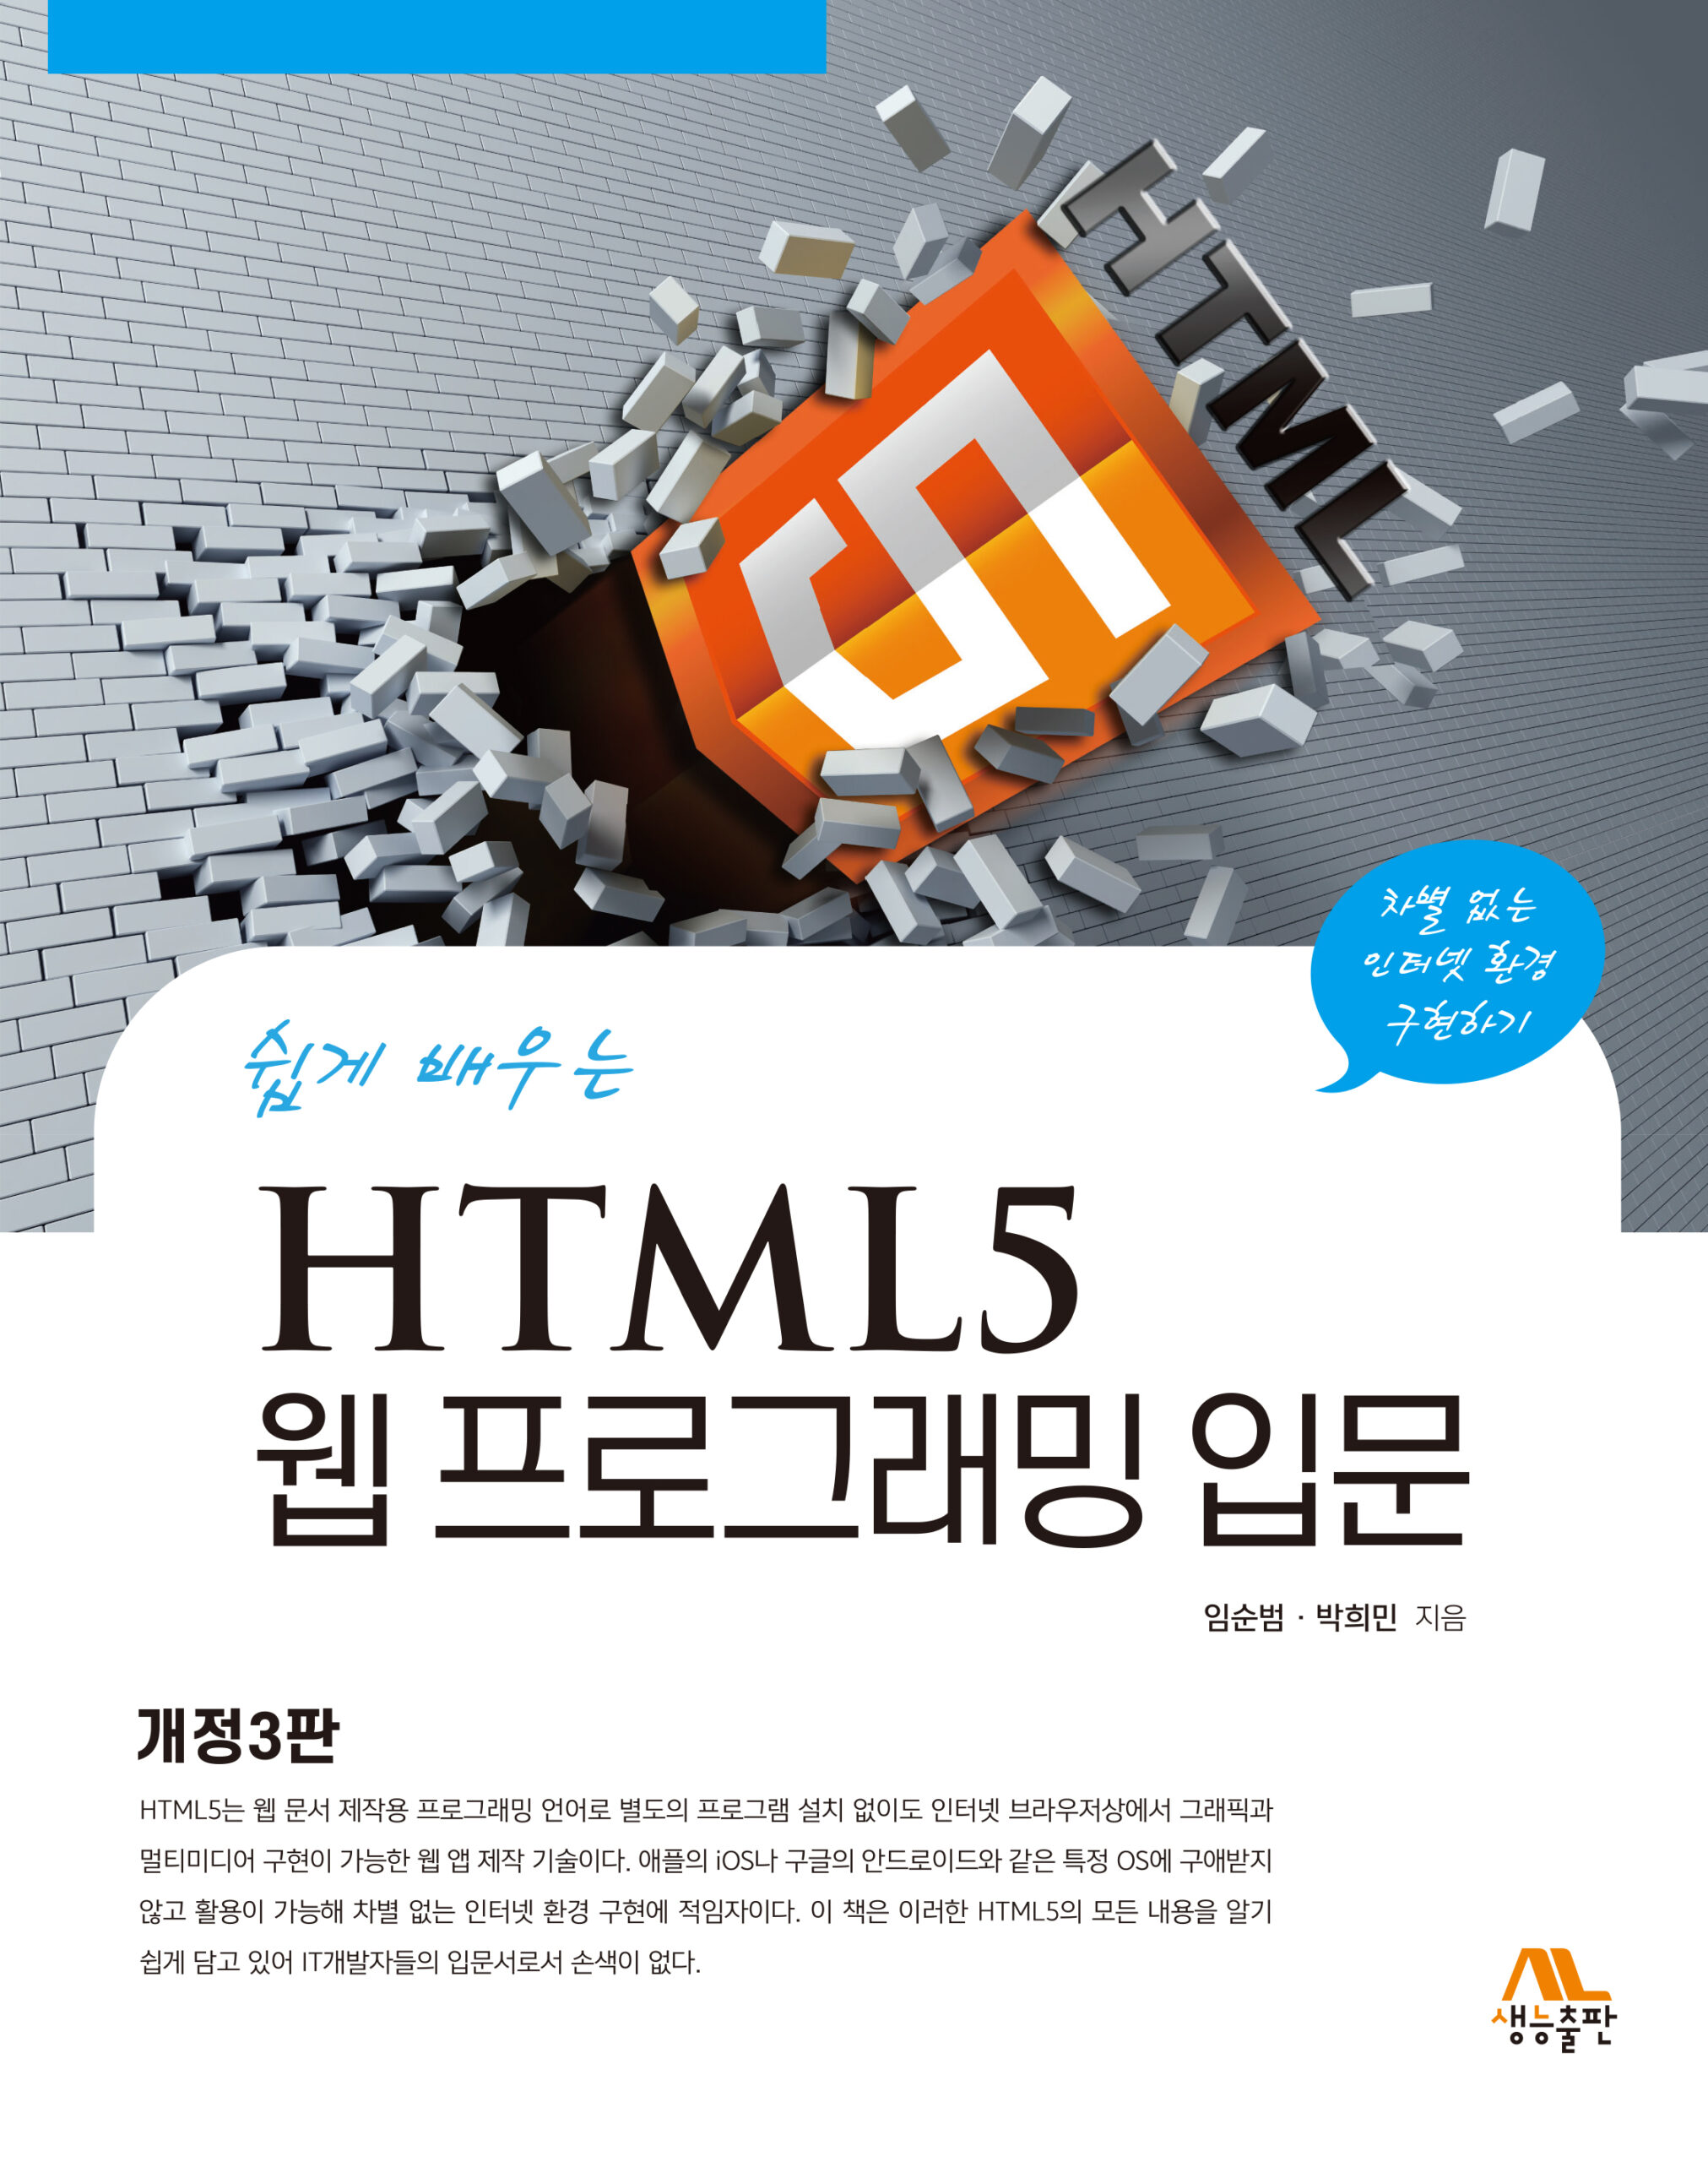 HTML
5
차별 없는
인터넷 환경
구현하기
쉽게 배우는
HTML5
웹 프로그래밍 입문
임순범 · 박희민 지음
개정3판
HTML5는 웹 문서 제작용 프로그래밍 언어로 별도의 프로그램 설치 없이도 인터넷 브라우저상에서 그래픽과
멀티미디어 구현이 가능한 웹 앱 제작 기술이다. 애플의 iOS나 구글의 안드로이드와 같은 특정 OS에 구애받지
않고 활용이 가능해 차별 없는 인터넷 환경 구현에 적임자이다. 이 책은 이러한 HTML5의 모든 내용을 알기
쉽게 담고 있어 IT개발자들의 입문서로서 손색이 없다.
생능출판